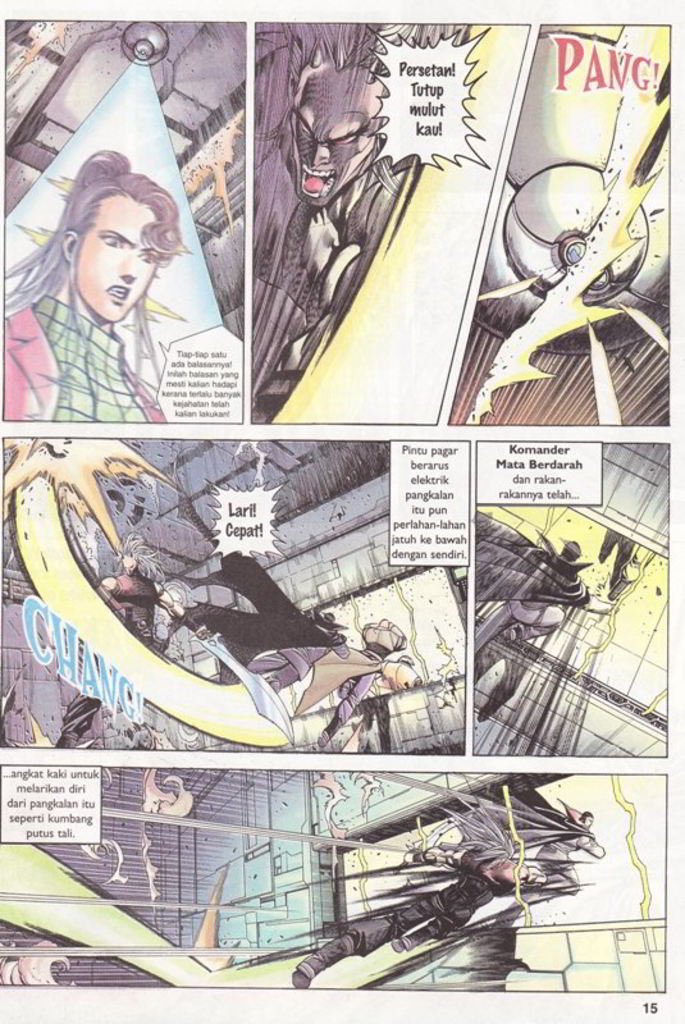 Tiap-tiap satu
ada balasannya!
Inilah balasan yang
mesti kalian hadapi
kerana terlalu banyak
kejahatan telah
kalian lakukan!
Persetan!
Tutup
mulut
kau!
PANG!
Lari!
Cepat!
CHANG!
Pintu pagar
berarus
elektrik
pangkalan
itu pun
perlahan-lahan
jatuh ke bawah
dengan sendiri.
Komander
Mata Berdarah
dan rakan-
rakannya telah...
...angkat kaki untuk
melarikan diri
dari pangkalan itu
seperti kumbang
putus tali.
15